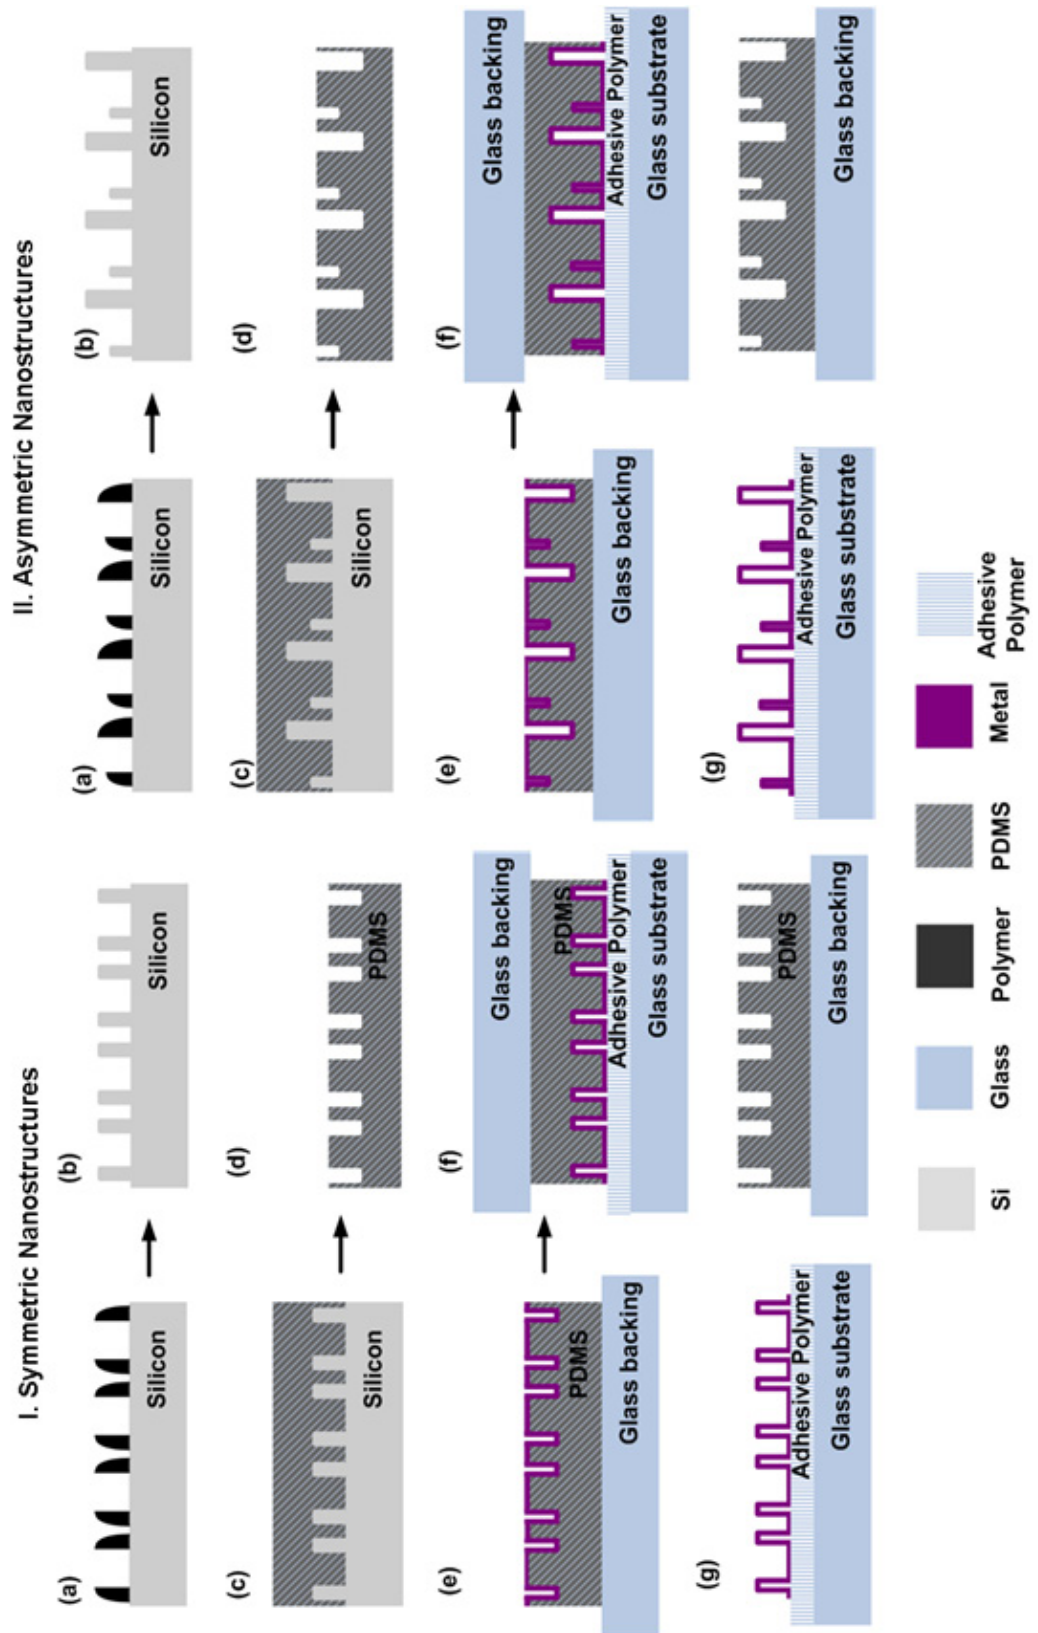 I. Symmetric Nanostructures
(a)
Silicon
(b)
Silicon
(c)
Silicon
(d)
PDMS
(e)
PDMS
Glass backing
(f)
Glass backing
PDMS
Adhesive Polymer
Glass substrate
(g)
Adhesive Polymer
Glass substrate
PDMS
Glass backing
II. Asymmetric Nanostructures
(a)
Silicon
(b)
Silicon
(c)
Silicon
(d)
(e)
Glass backing
(f)
Glass backing
Adhesive Polymer
Glass substrate
(g)
Adhesive Polymer
Glass substrate
Glass backing
Si
Glass
Polymer
PDMS
Metal
Adhesive
Polymer